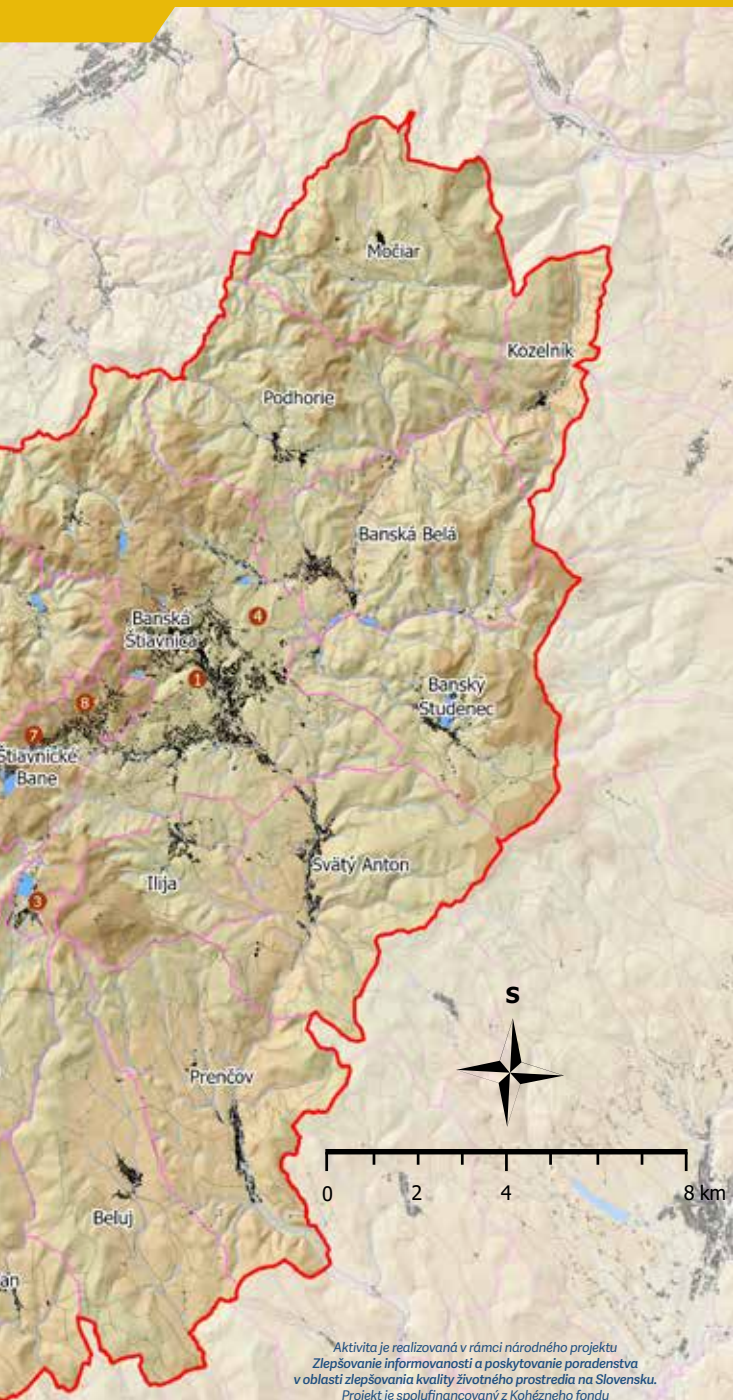 Močiar
Kozelník
Podhorie
Banská Belá
Banská
Štiavnica
4
1
Banský
Studenec
8
7
Štiavnické
Bane
Svätý Anton
Ilija
3
S
Prenčov
0 2 4 8 km
Beluj
án
Aktivita je realizovaná v rámci národného projektu
Zlepšovanie informovanosti a poskytovanie poradenstva
v oblasti zlepšovania kvality životného prostredia na Slovensku.
Projekt je spolufinancovaný z Kohézneho fondu